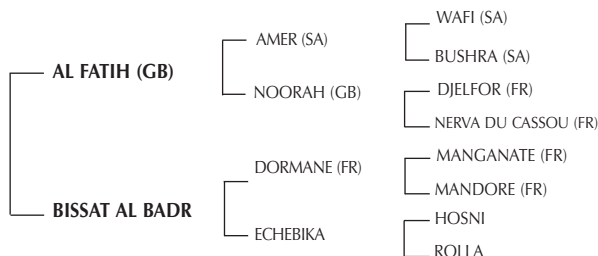 WAFI (SA)
AMER (SA)
BUSHRA (SA)
AL FATIH (GB)
DJELFOR (FR)
NOORAH (GB)
NERVA DU CASSOU (FR)
MANGANATE (FR)
DORMANE (FR)
MANDORE (FR)
BISSAT AL BADR
HOSNI
ECHEBIKA
ROLLA